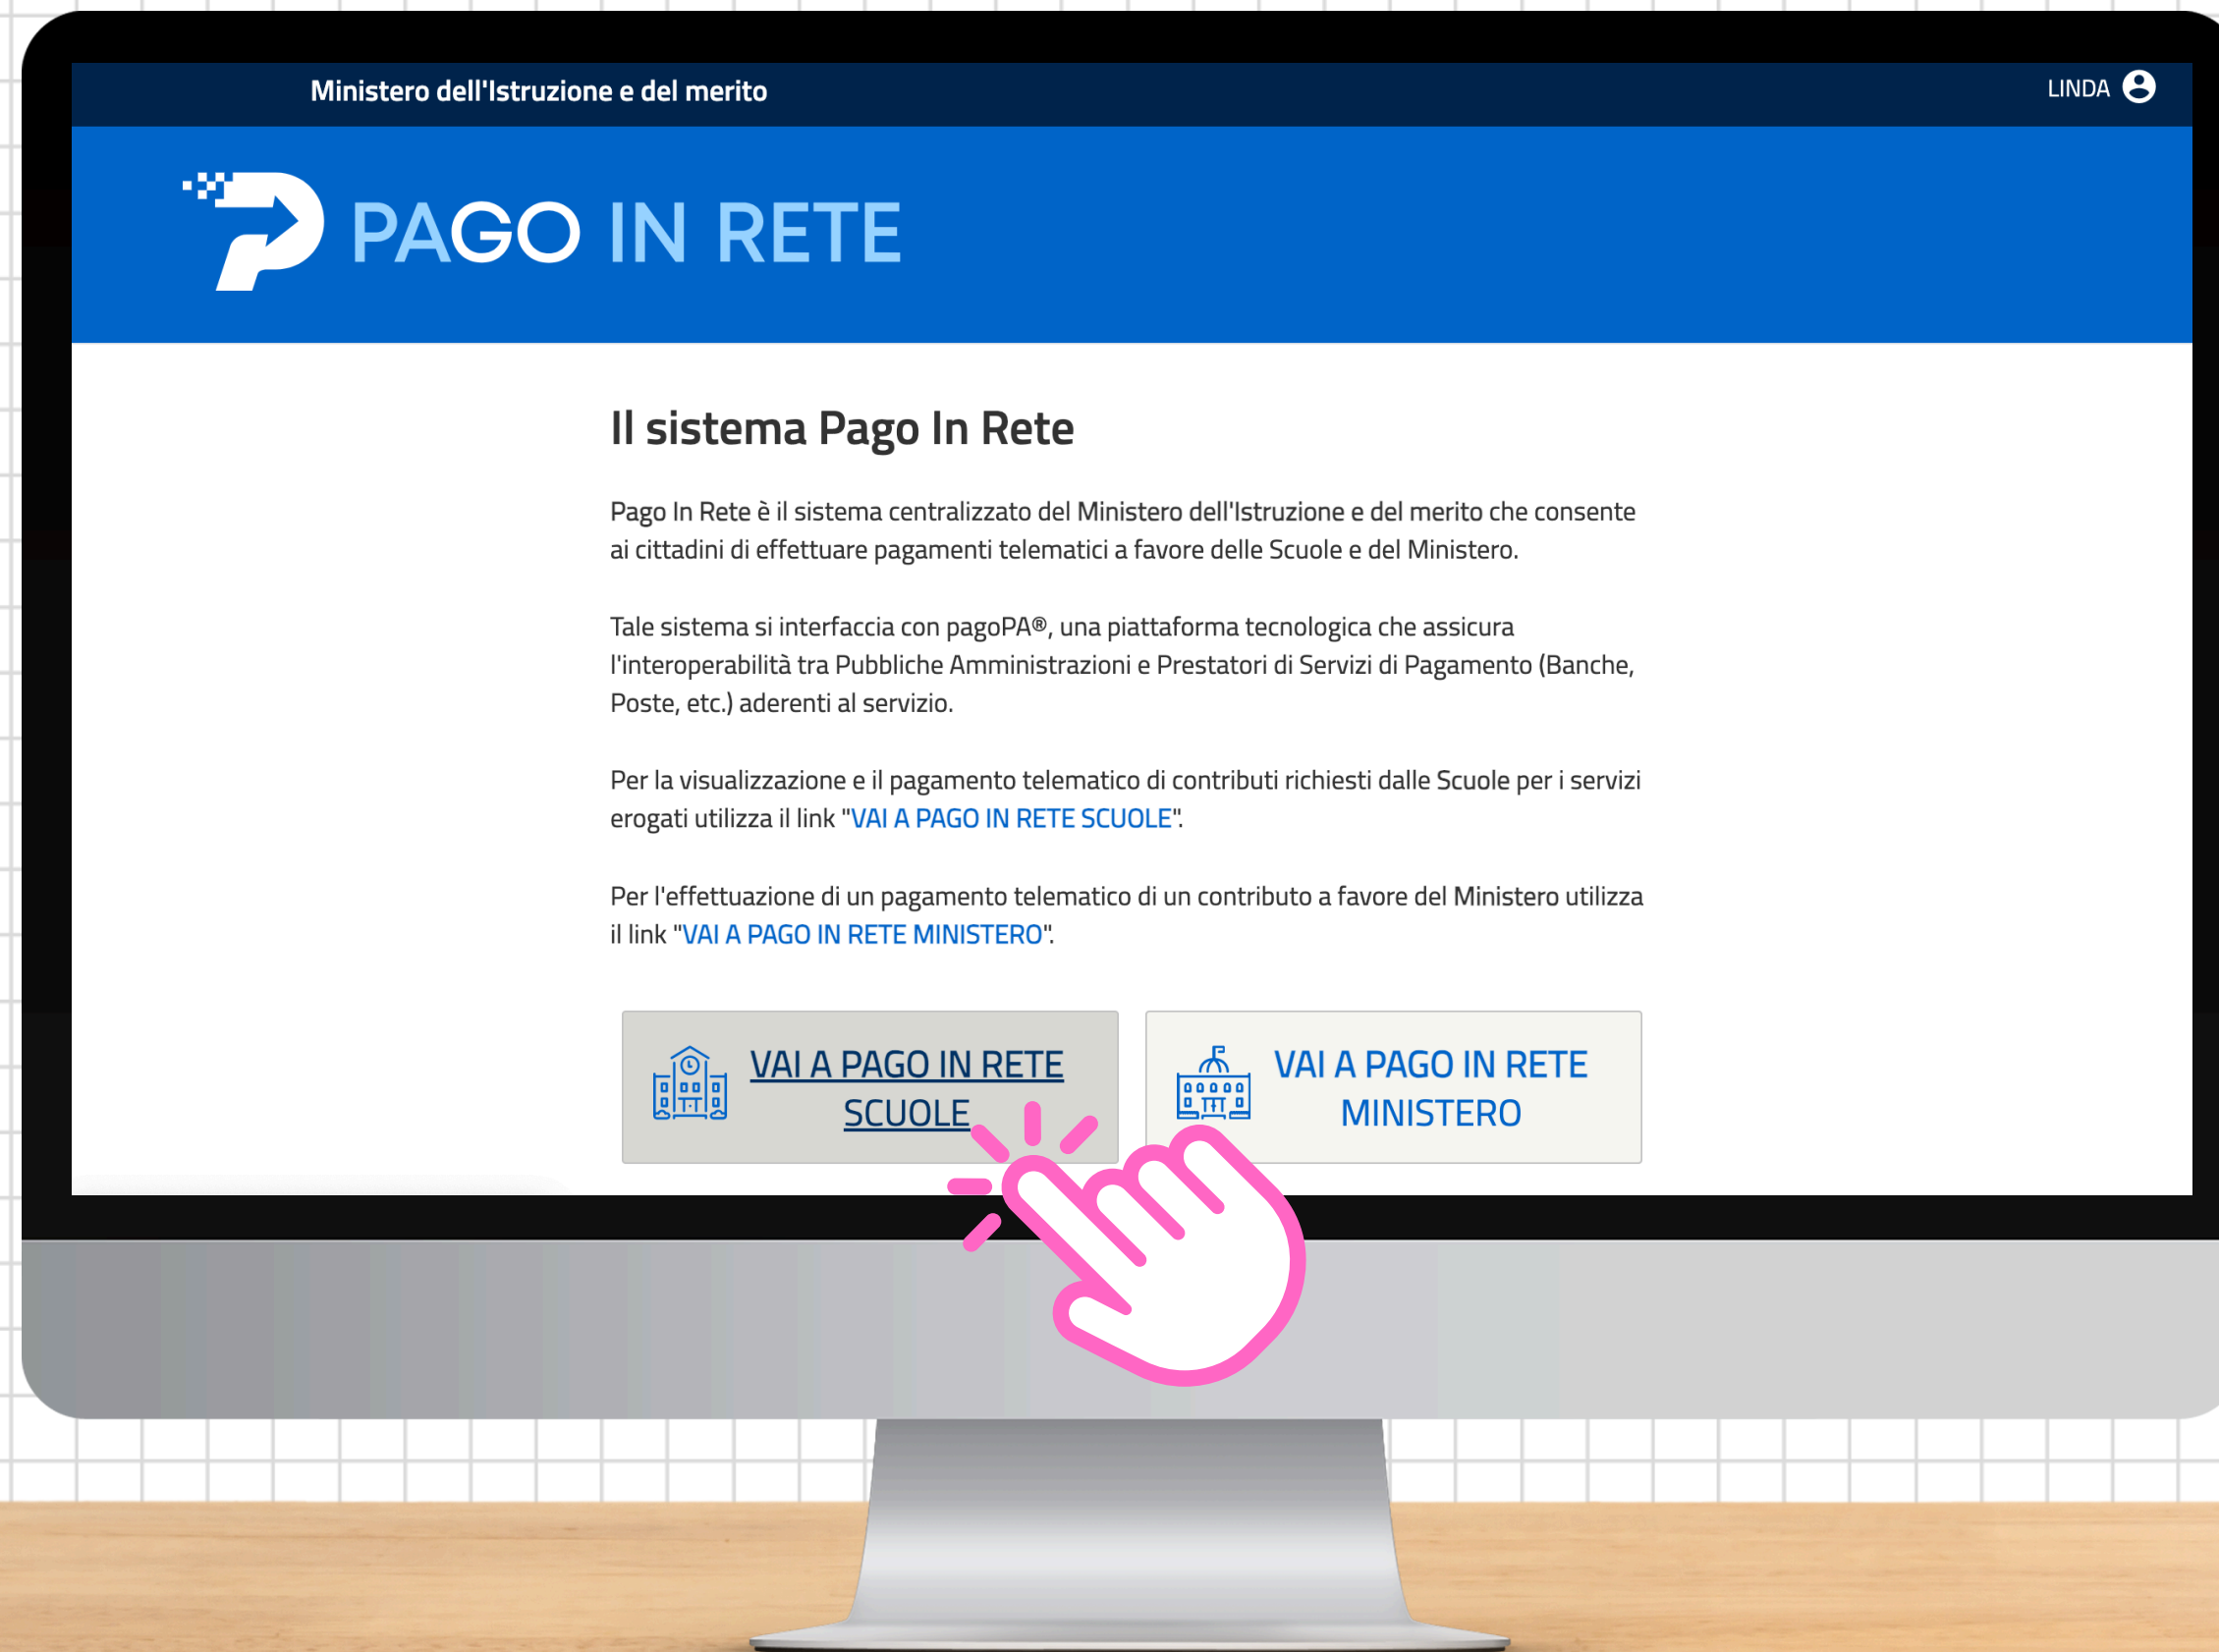 Ministero dell'Istruzione e del merito
LINDA
PAGO IN RETE
Il sistema Pago In Rete
Pago In Rete è il sistema centralizzato del Ministero dell'Istruzione e del merito che consente
ai cittadini di effettuare pagamenti telematici a favore delle Scuole e del Ministero.
Tale sistema si interfaccia con pagoPA®, una piattaforma tecnologica che assicura
l'interoperabilità tra Pubbliche Amministrazioni e Prestatori di Servizi di Pagamento (Banche,
Poste, etc.) aderenti al servizio.
Per la visualizzazione e il pagamento telematico di contributi richiesti dalle Scuole per i servizi
erogati utilizza il link "VAI A PAGO IN RETE SCUOLE".
Per l'effettuazione di un pagamento telematico di un contributo a favore del Ministero utilizza
il link "VAI A PAGO IN RETE MINISTERO".
VAI A PAGO IN RETE
SCUOLE
VAI A PAGO IN RETE
MINISTERO